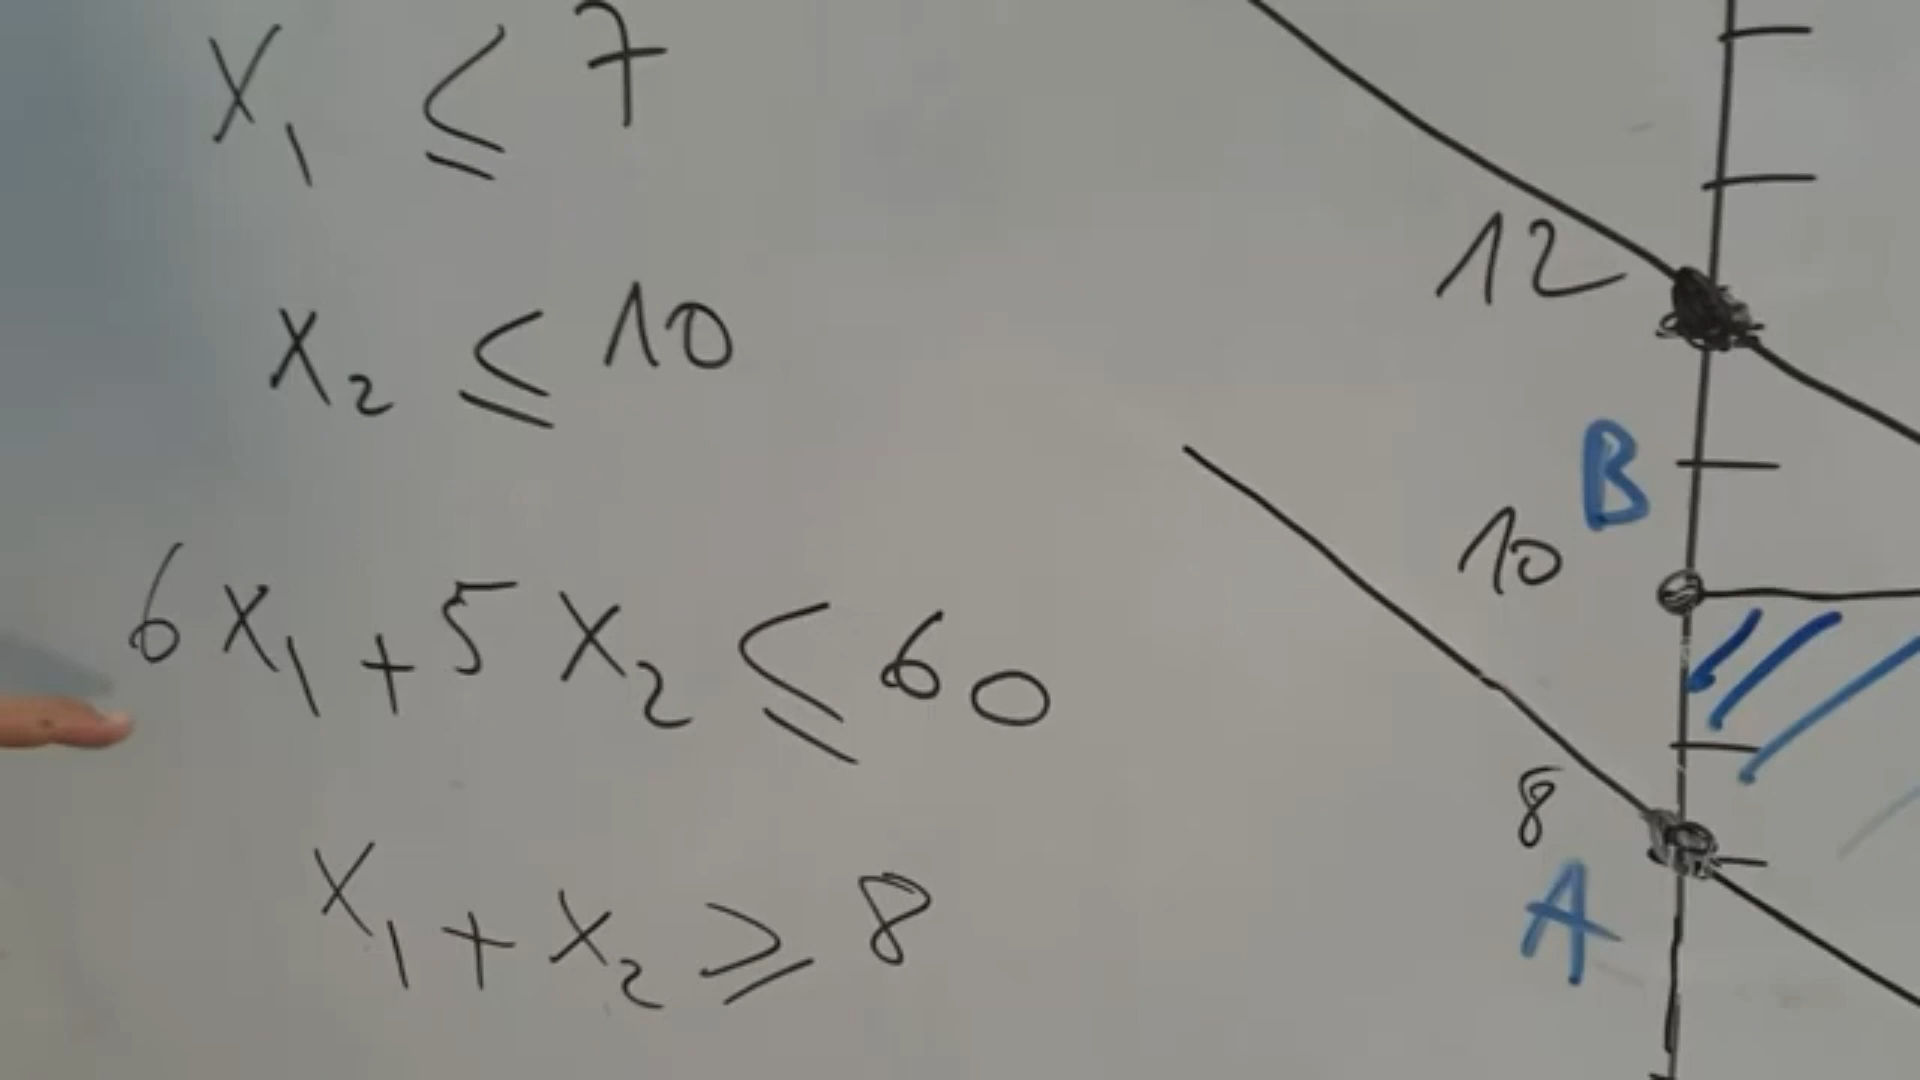 x₁ ≤ 7
x₂ ≤ 10
6x₁ + 5x₂ ≤ 60
x₁ + x₂ ≥ 8
12
B
10
8
A